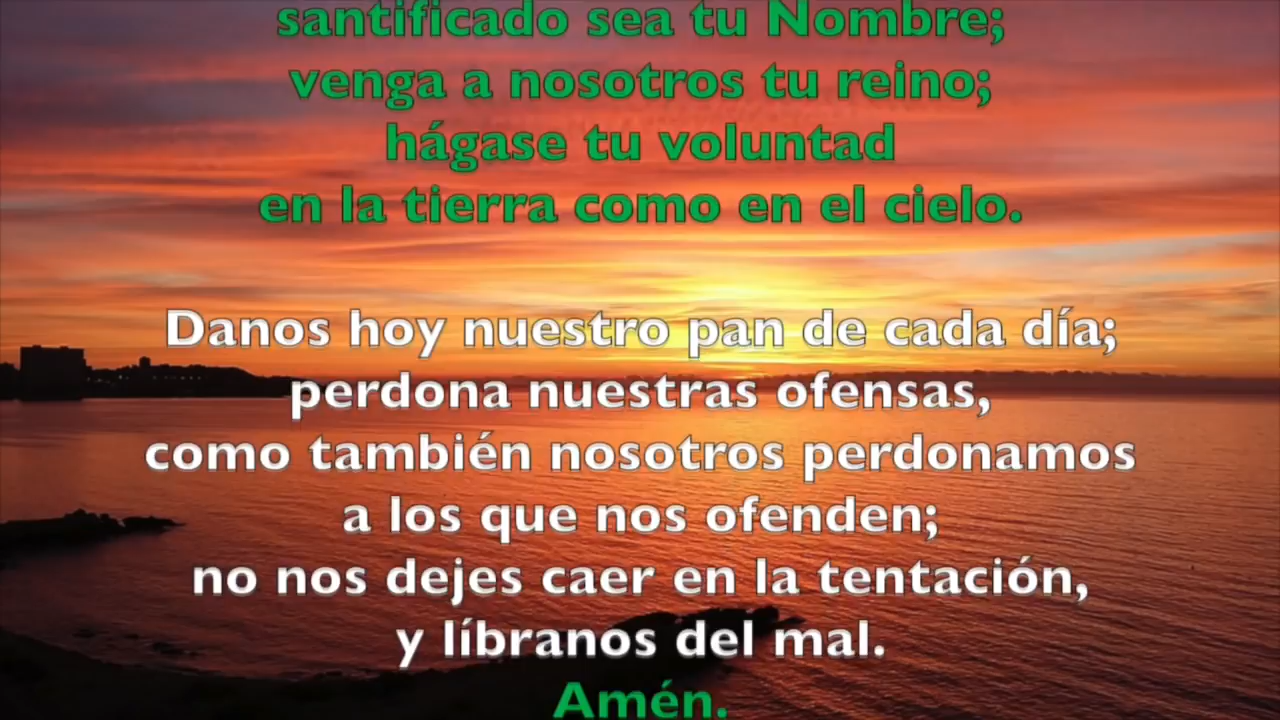 santificado sea tu Nombre;
venga a nosotros tu reino;
hágase tu voluntad
en la tierra como en el cielo.
Danos hoy nuestro pan de cada día;
perdona nuestras ofensas,
como también nosotros perdonamos
a los que nos ofenden;
no nos dejes caer en la tentación,
y líbranos del mal.
Amén.